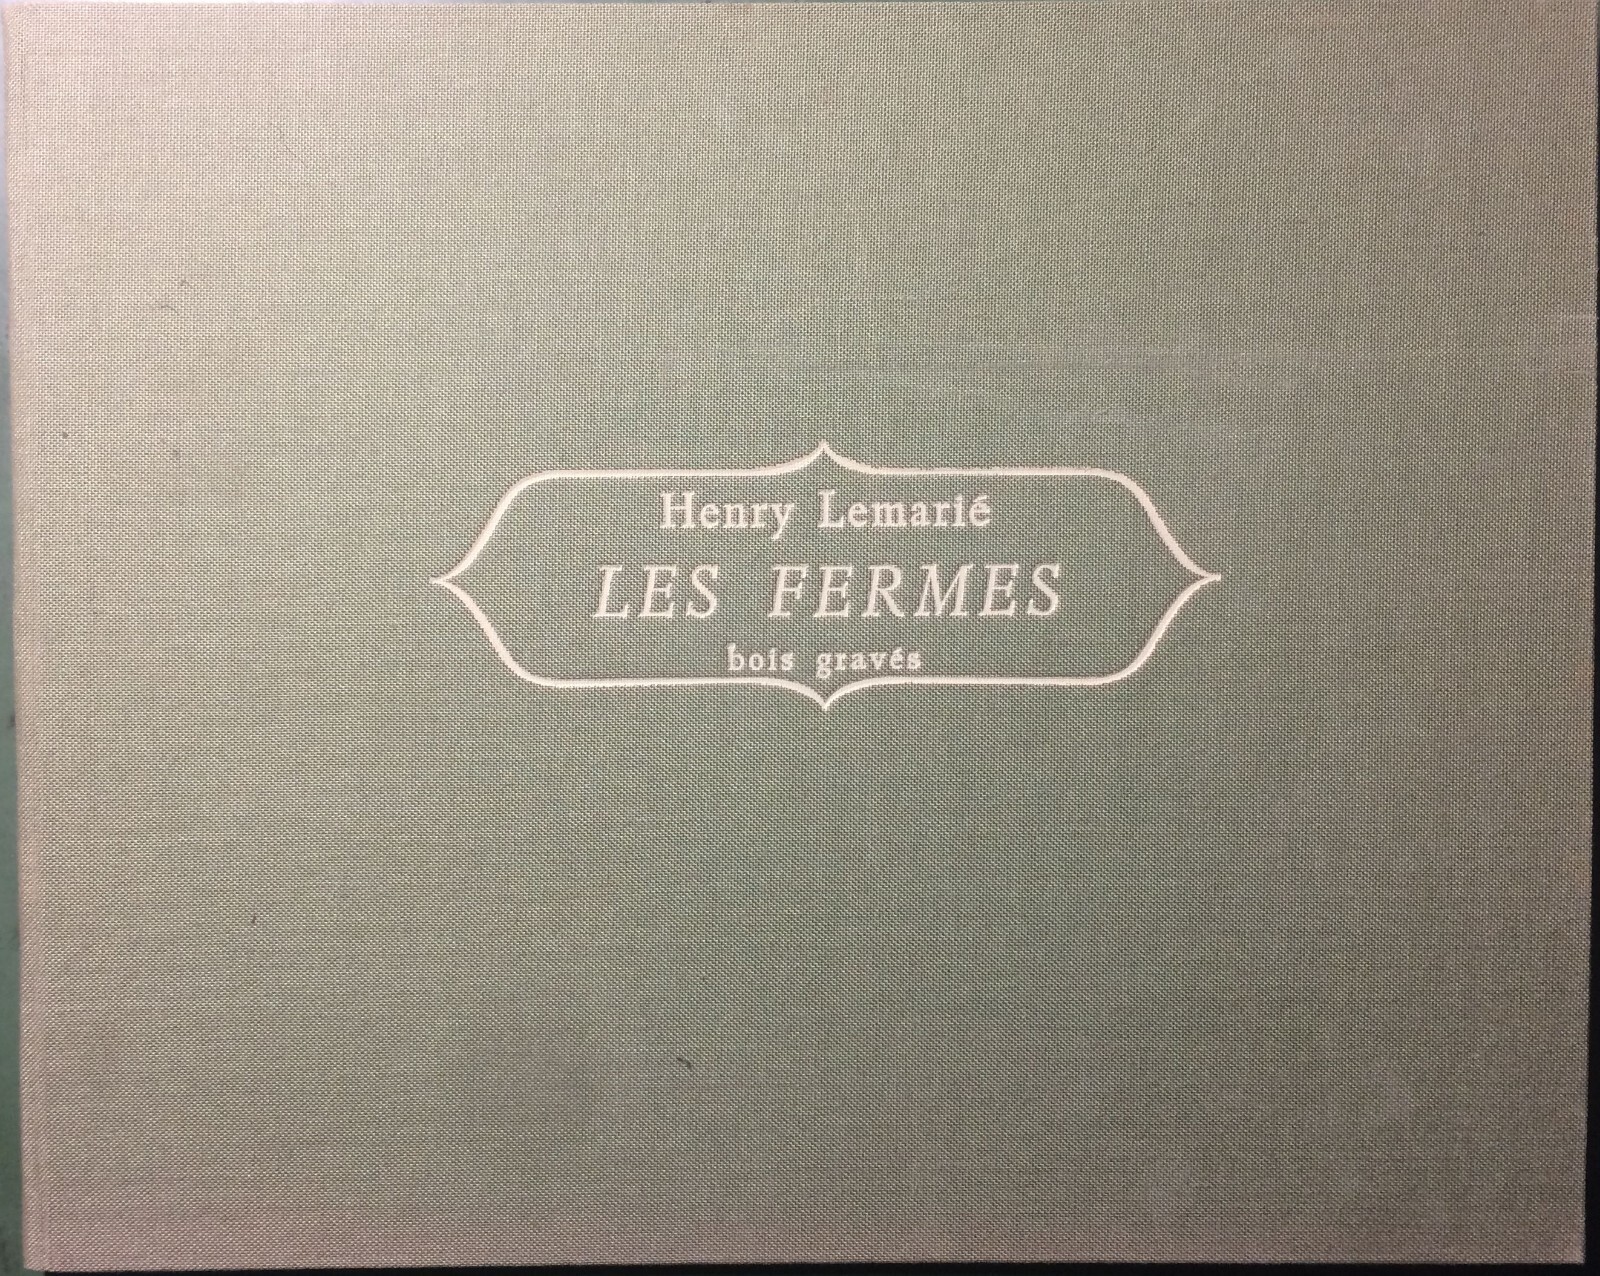 Henry Lemarié
LES FERMES
bois gravés